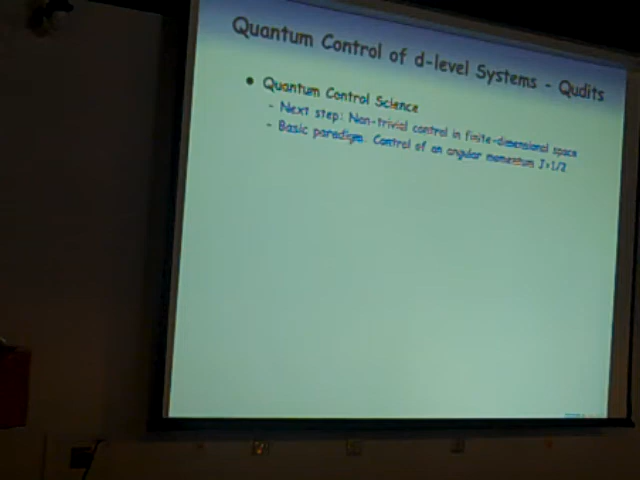 Quantum Control of d-level Systems - Qudits
• Quantum Control Science
- Next step: Non-trivial control in finite-dimensional space
- Basic paradigm: Control of an angular momentum J>1/2